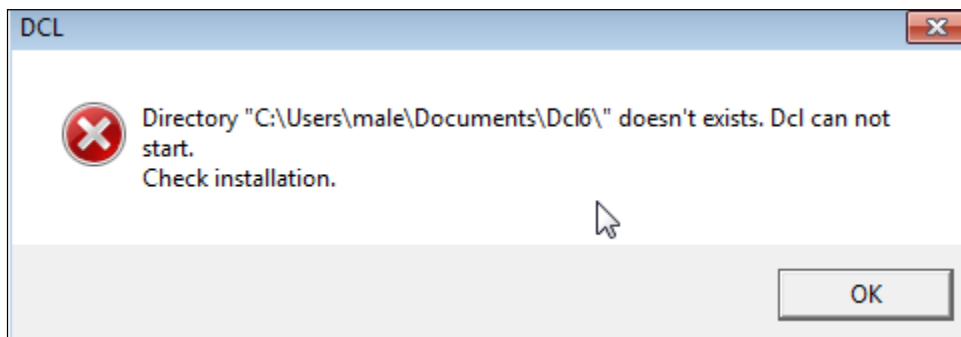 DCL
Directory "C:\Users\male\Documents\Dcl6\" doesn't exists. Dcl can not
start.
Check installation.
OK